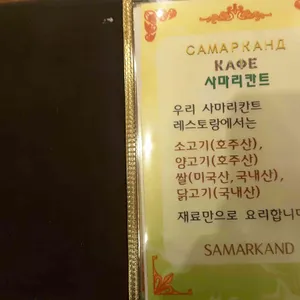 САМАРКАНД
КАФЕ
사마리칸트
우리 사마리칸트
레스토랑에서는
소고기(호주산),
양고기(호주산)
쌀(미국산,국내산),
닭고기(국내산)
재료만으로 요리합니다
SAMARKAND